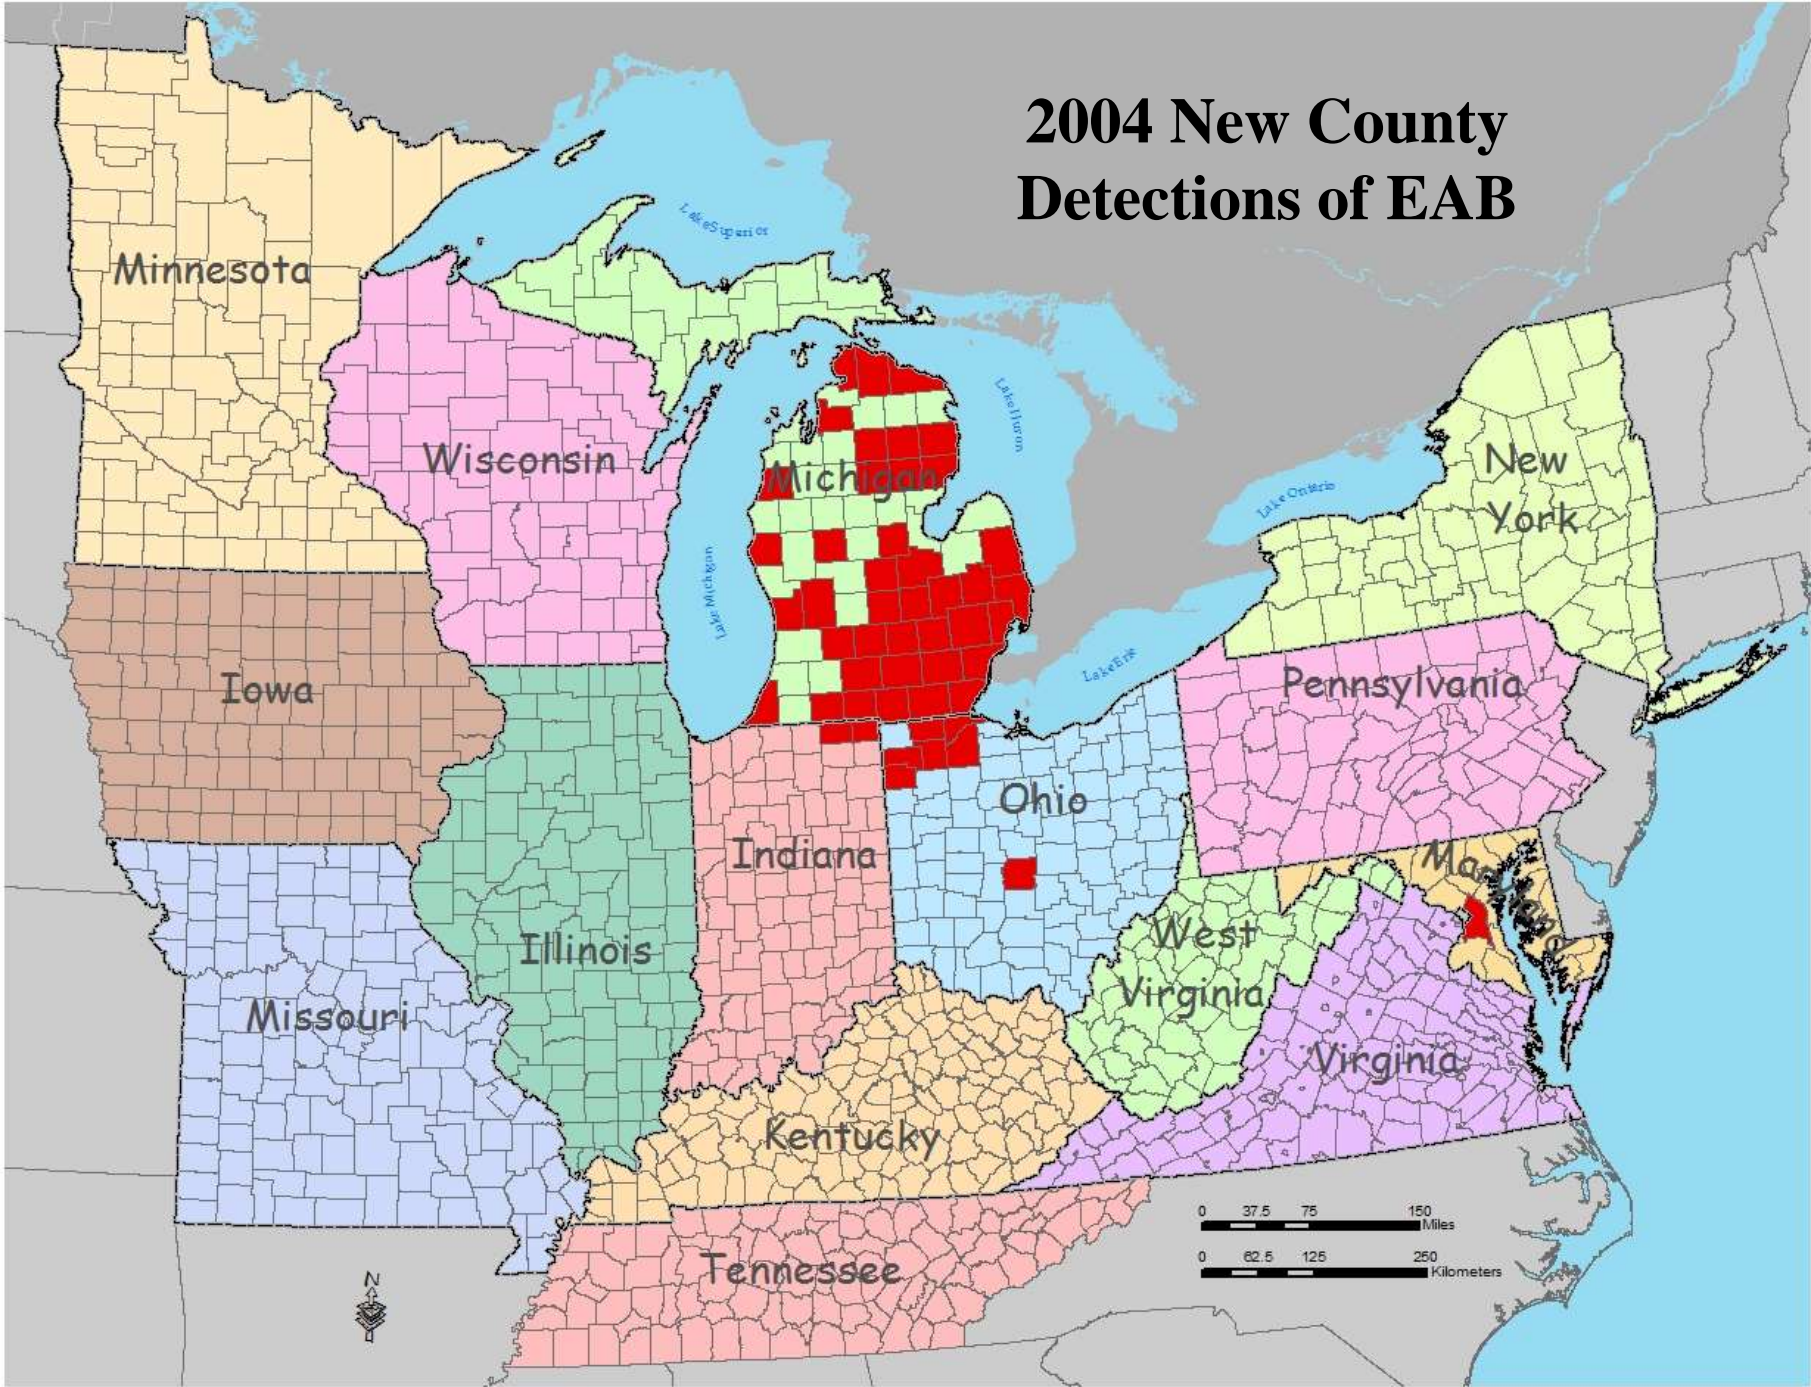 2004 New County
Detections of EAB
Lake Superior
Minnesota
Lake Huron
Wisconsin
Michigan
New
York
Lake Ontario
Lake Michigan
Lake Erie
Iowa
Pennsylvania
Ohio
Indiana
Maryland
Illinois
West
Virginia
Missouri
Virginia
Kentucky
0 37.5 75 150
Miles
0 62.5 125 250
Kilometers
Tennessee
N